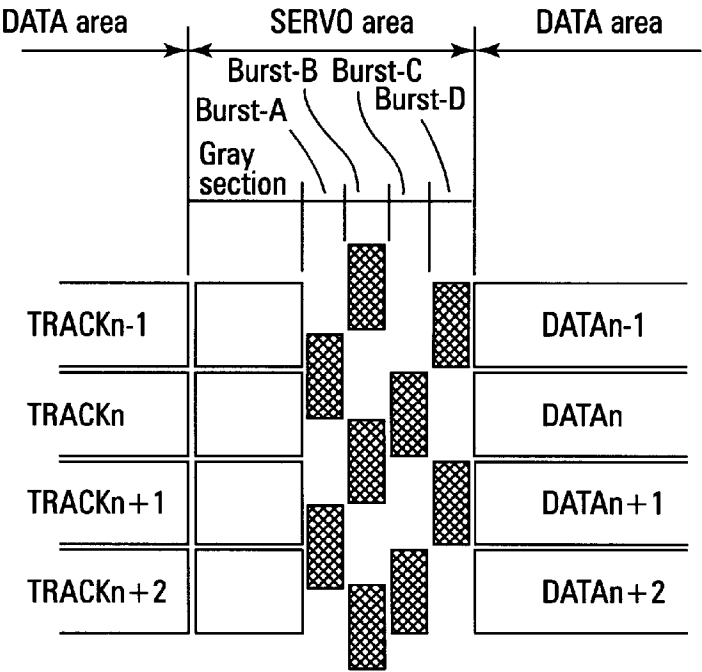 DATA area SERVO area DATA area
Burst-B Burst-C
Burst-A Burst-D
Gray
section
TRACKn-1 DATAn-1
TRACKn DATAn
TRACKn+1 DATAn+1
TRACKn+2 DATAn+2